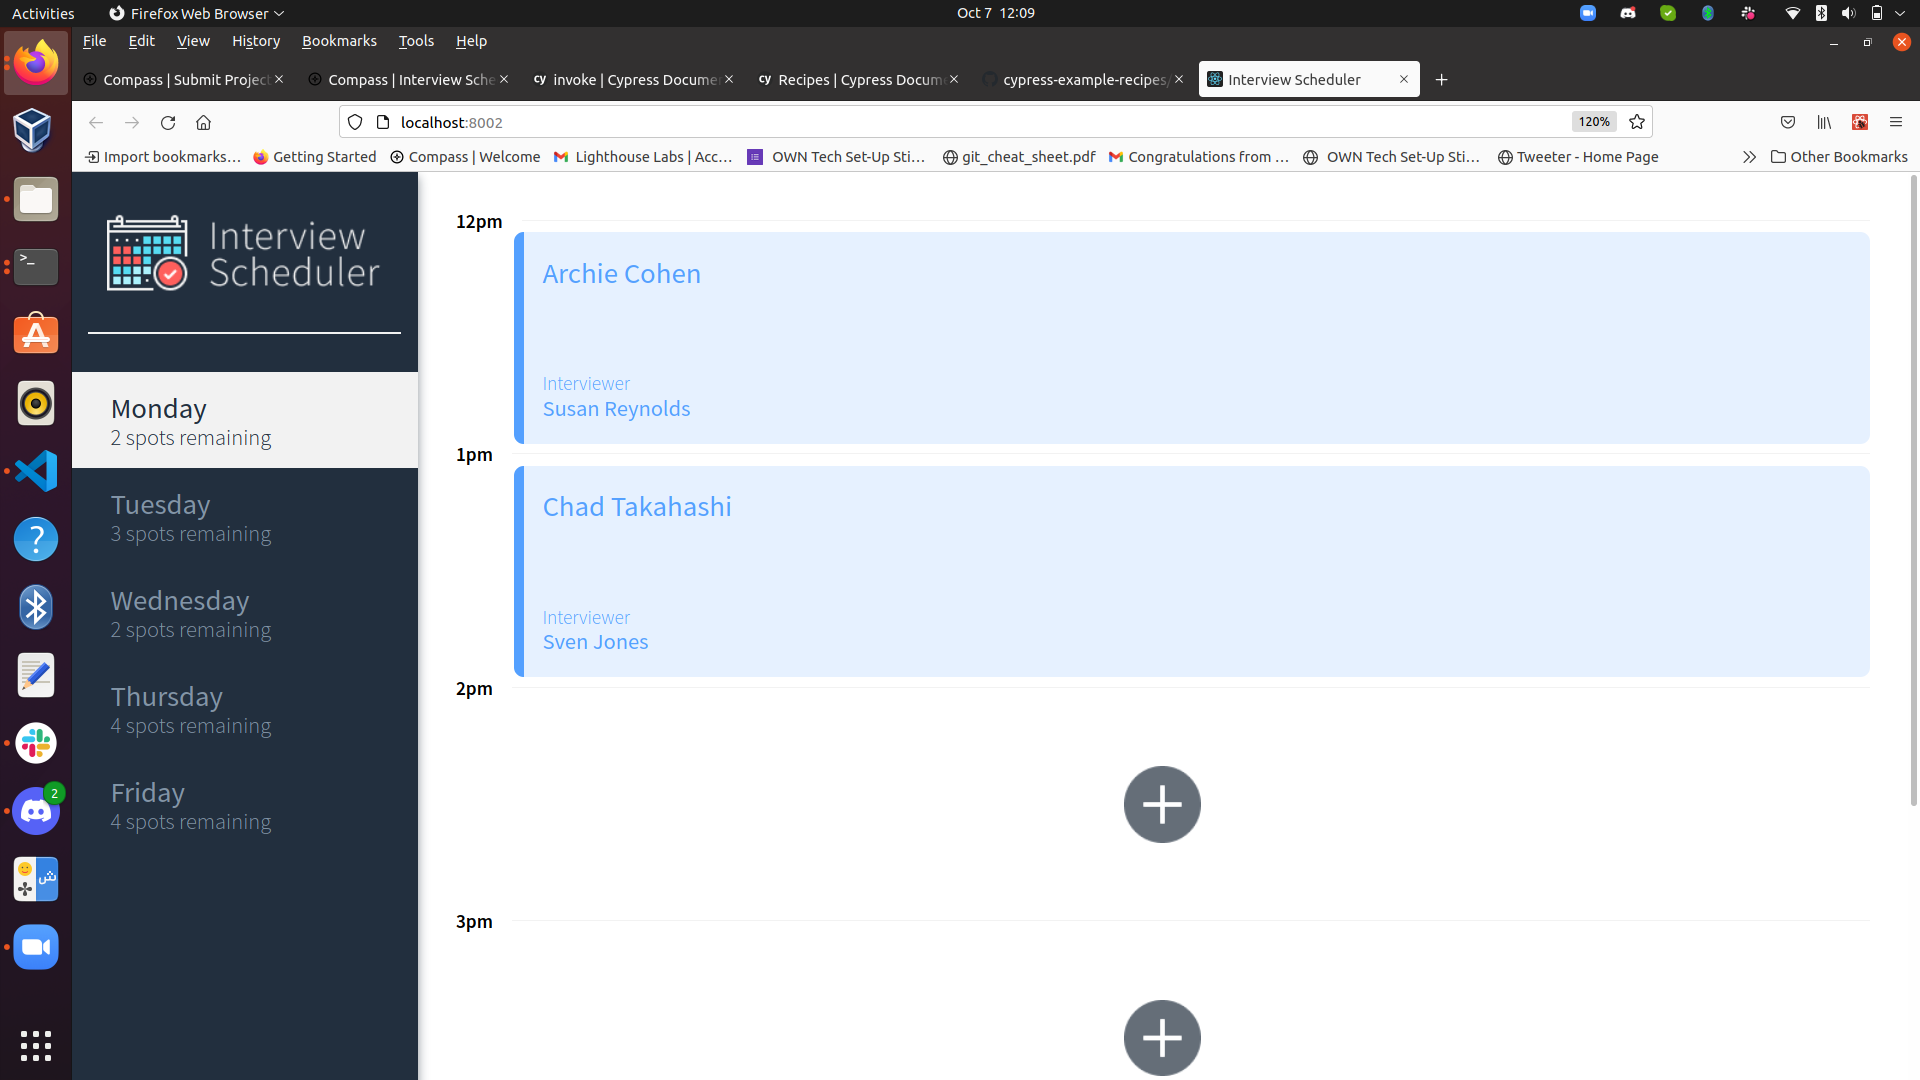 Activities
Firefox Web Browser
Oct 7 12:09
File Edit View History Bookmarks Tools Help
Compass | Submit Project
Compass | Interview Sche
cy invoke | Cypress Docume
cy Recipes | Cypress Docum
cypress-example-recipes/
Interview Scheduler
localhost:8002
120%
Import bookmarks...
Getting Started
Compass | Welcome
Lighthouse Labs | Acc...
OWN Tech Set-Up Sti...
git_cheat_sheet.pdf
Congratulations from ...
OWN Tech Set-Up Sti...
Tweeter - Home Page
Other Bookmarks
Interview
Scheduler
Monday
2 spots remaining
Tuesday
3 spots remaining
Wednesday
2 spots remaining
Thursday
4 spots remaining
Friday
4 spots remaining
12pm
Archie Cohen
Interviewer
Susan Reynolds
1pm
Chad Takahashi
Interviewer
Sven Jones
2pm
3pm
>_
?
2
ش